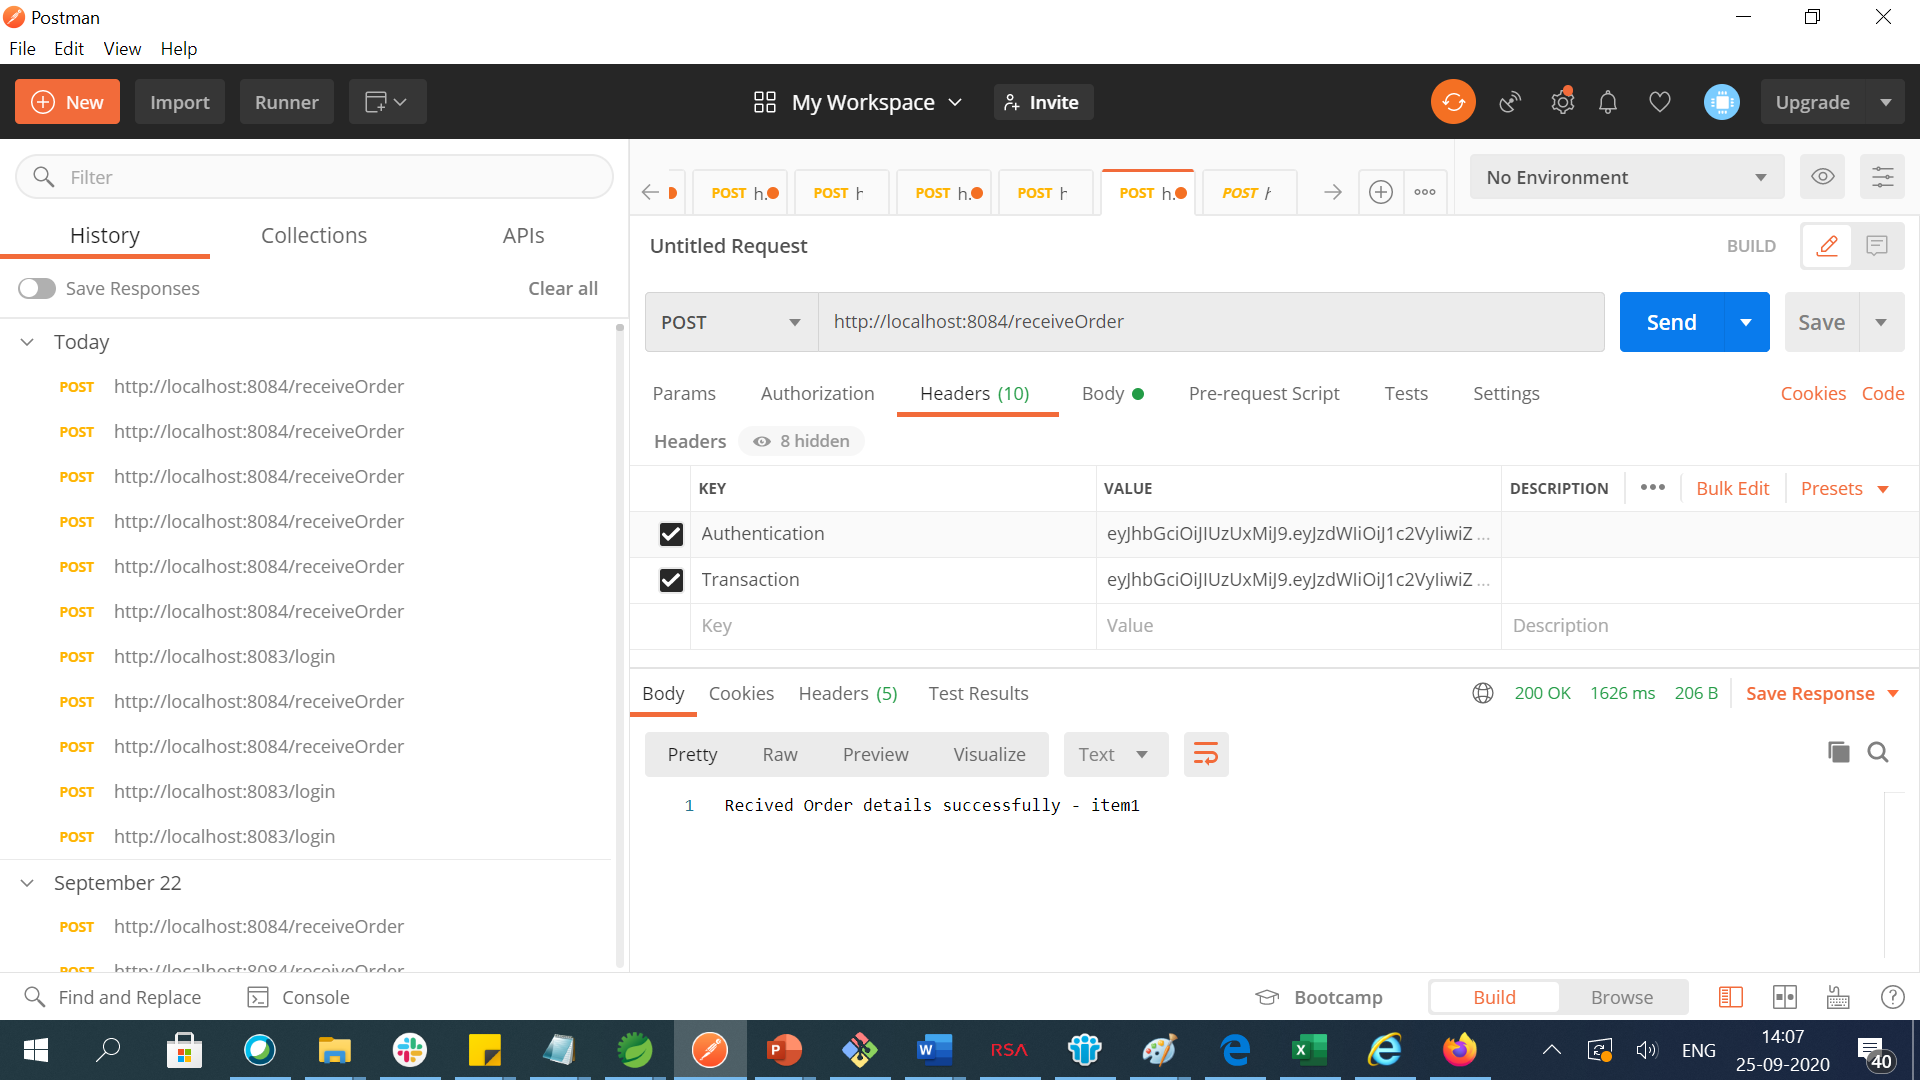 Postman
File Edit View Help
New Import Runner My Workspace Invite Upgrade
Filter
History Collections APIs
Save Responses Clear all
Today
POST http://localhost:8084/receiveOrder
POST http://localhost:8084/receiveOrder
POST http://localhost:8084/receiveOrder
POST http://localhost:8084/receiveOrder
POST http://localhost:8084/receiveOrder
POST http://localhost:8084/receiveOrder
POST http://localhost:8083/login
POST http://localhost:8084/receiveOrder
POST http://localhost:8084/receiveOrder
POST http://localhost:8083/login
POST http://localhost:8083/login
September 22
POST http://localhost:8084/receiveOrder
POST http://localhost:8084/receiveOrder
POST h. POST h POST h. POST h POST h. POST h
No Environment
Untitled Request BUILD
POST http://localhost:8084/receiveOrder Send Save
Params Authorization Headers (10) Body Pre-request Script Tests Settings Cookies Code
Headers 8 hidden
KEY VALUE DESCRIPTION Bulk Edit Presets
Authentication eyJhbGciOiJIUzUxMiJ9.eyJzdWIiOiJ1c2VyIiwiZ ...
Transaction eyJhbGciOiJIUzUxMiJ9.eyJzdWIiOiJ1c2VyIiwiZ ...
Key Value Description
Body Cookies Headers (5) Test Results 200 OK 1626 ms 206 B Save Response
Pretty Raw Preview Visualize Text
1 Recived Order details successfully - item1
Find and Replace Console Bootcamp Build Browse
RSA ENG 14:07
25-09-2020 40